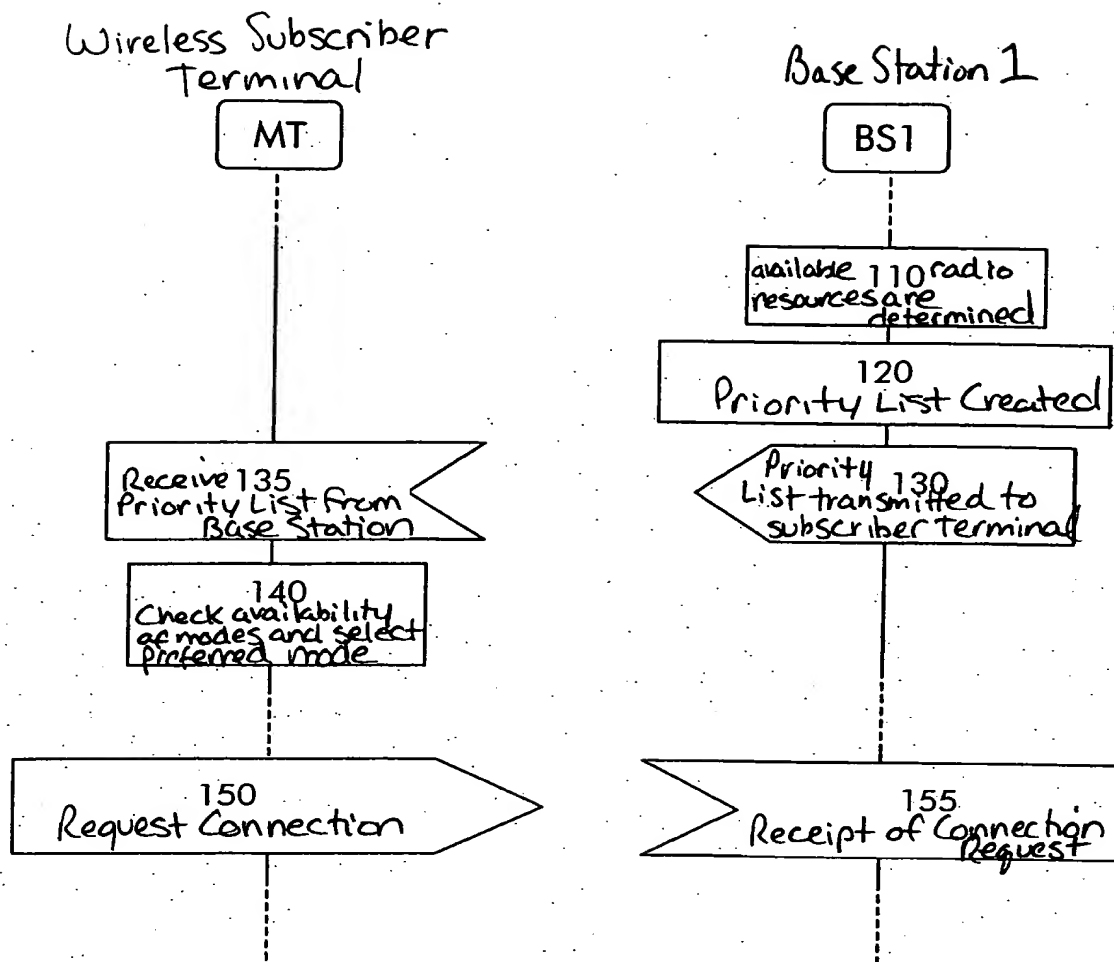 Wireless Subscriber
Terminal
MT
Base Station 1
BS1
available 110 radio
resources are
determined
120
Priority List Created
Priority
List transmitted to 130
subscriber terminal
Receive 135
Priority List from
Base Station
140
Check availability
of modes and select
preferred mode
150
Request Connection
155
Receipt of Connection
Request